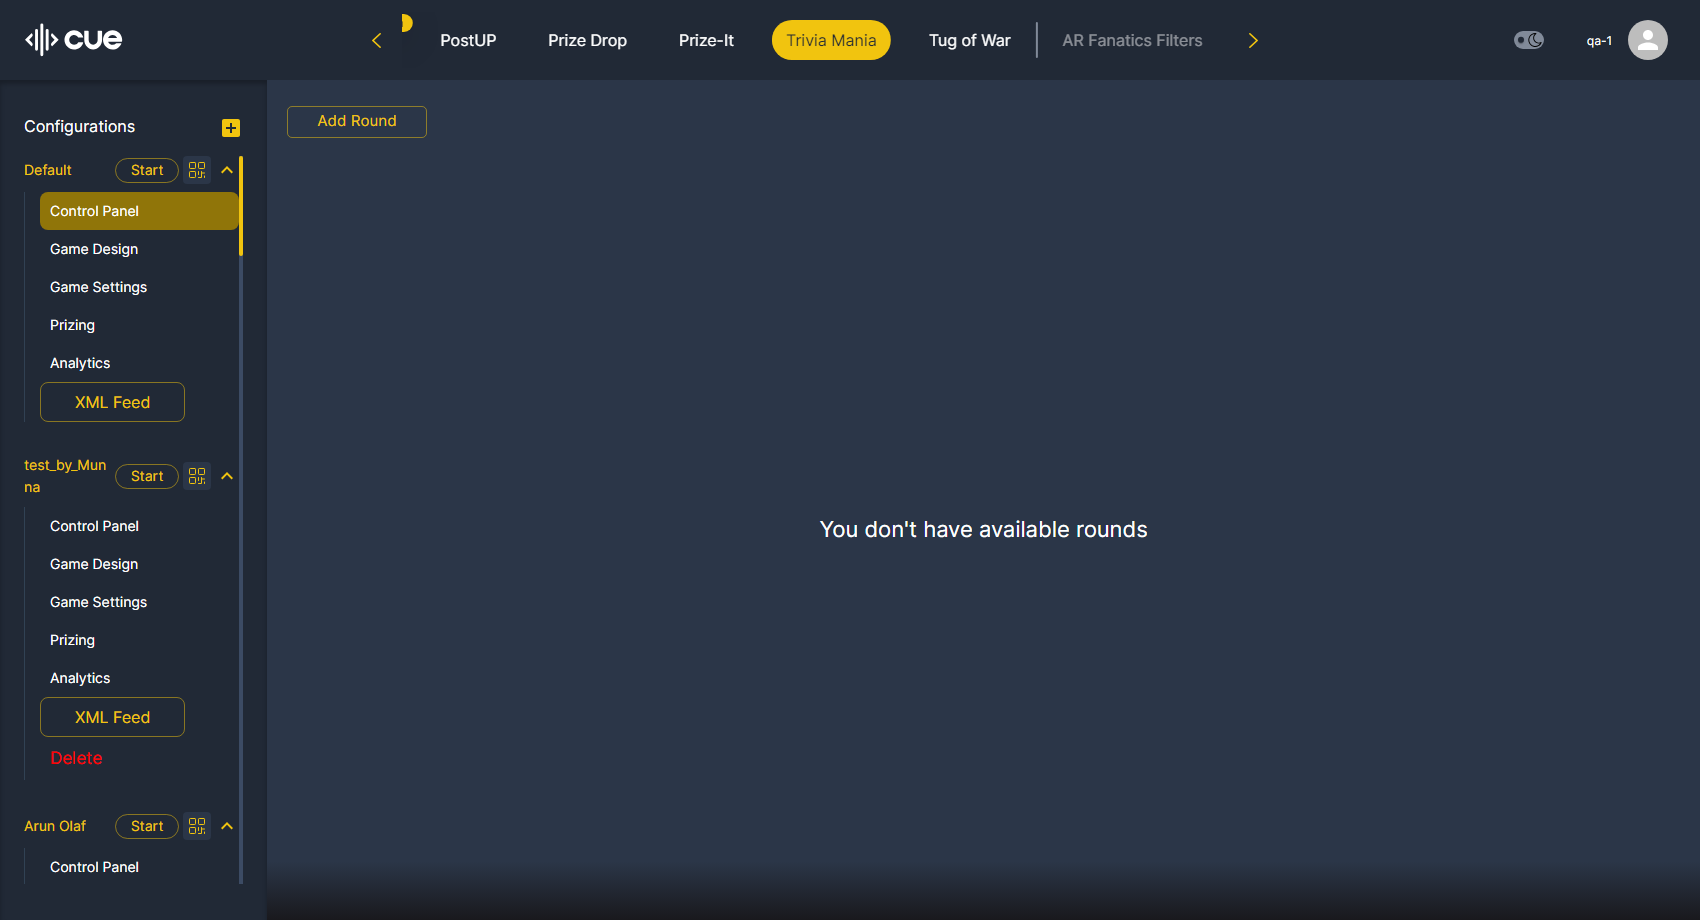 cue
PostUP
Prize Drop
Prize-It
Trivia Mania
Tug of War
AR Fanatics Filters
qa-1
Configurations
Add Round
Default
Start
Control Panel
Game Design
Game Settings
Prizing
Analytics
XML Feed
test_by_Mun
na
Start
Control Panel
Game Design
Game Settings
Prizing
Analytics
XML Feed
Delete
Arun Olaf
Start
Control Panel
You don't have available rounds